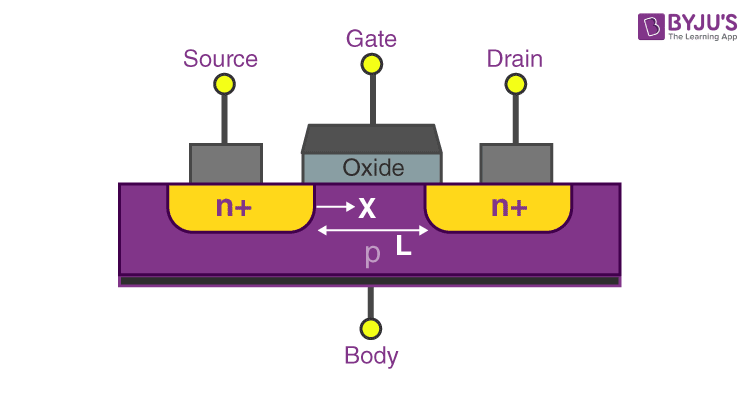 BYJU'S
The Learning App
Gate
Source
Drain
Oxide
n+
x
n+
L
p
Body